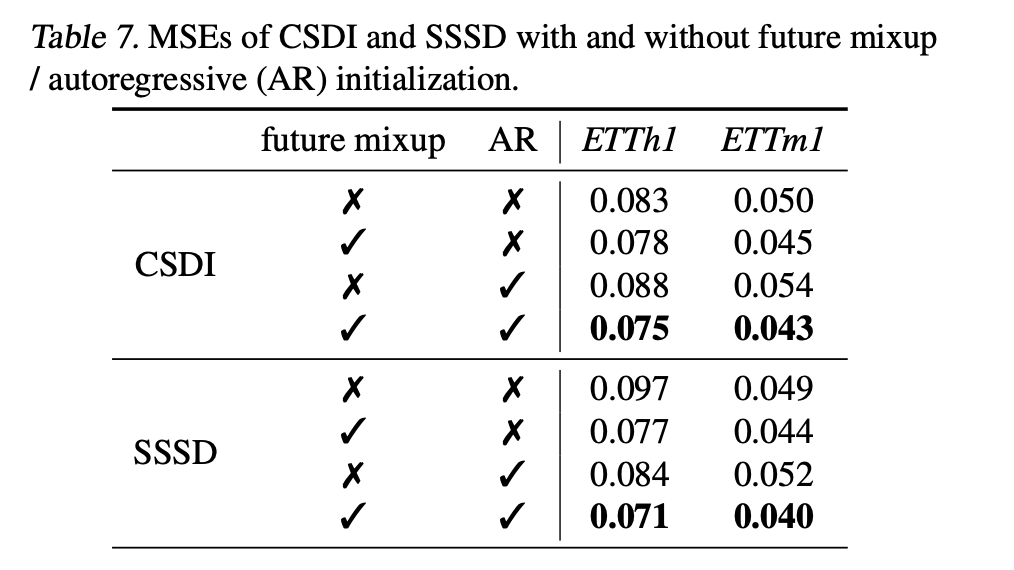 Table 7. MSEs of CSDI and SSSD with and without future mixup
/ autoregressive (AR) initialization.
future mixup AR ETTh1 ETTm1
CSDI
✗ ✗ 0.083 0.050
✓ ✗ 0.078 0.045
✗ ✓ 0.088 0.054
✓ ✓ 0.075 0.043
SSSD
✗ ✗ 0.097 0.049
✓ ✗ 0.077 0.044
✗ ✓ 0.084 0.052
✓ ✓ 0.071 0.040